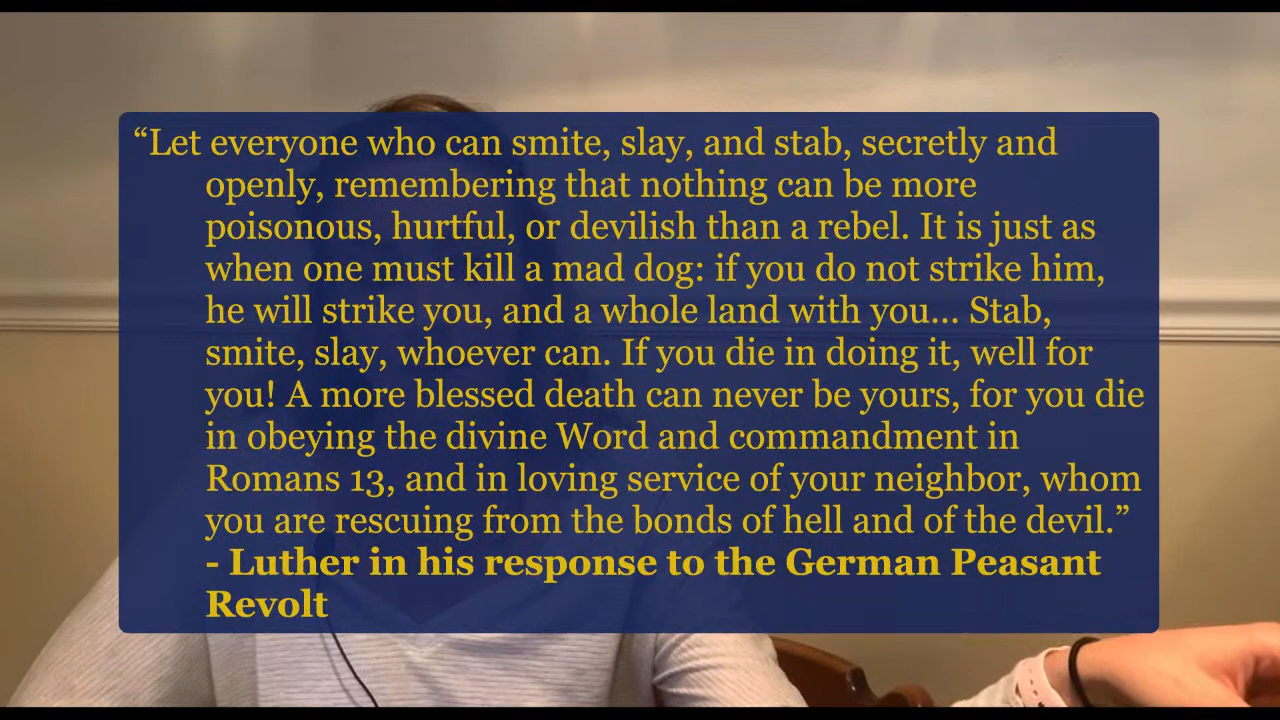 “Let everyone who can smite, slay, and stab, secretly and
openly, remembering that nothing can be more
poisonous, hurtful, or devilish than a rebel. It is just as
when one must kill a mad dog: if you do not strike him,
he will strike you, and a whole land with you... Stab,
smite, slay, whoever can. If you die in doing it, well for
you! A more blessed death can never be yours, for you die
in obeying the divine Word and commandment in
Romans 13, and in loving service of your neighbor, whom
you are rescuing from the bonds of hell and of the devil.”
- Luther in his response to the German Peasant
Revolt